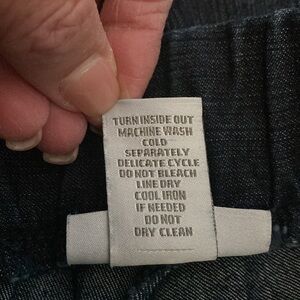 TURN INSIDE OUT
MACHINE WASH
COLD
SEPARATELY
DELICATE CYCLE
DO NOT BLEACH
LINE DRY
COOL IRON
IF NEEDED
DO NOT
DRY CLEAN